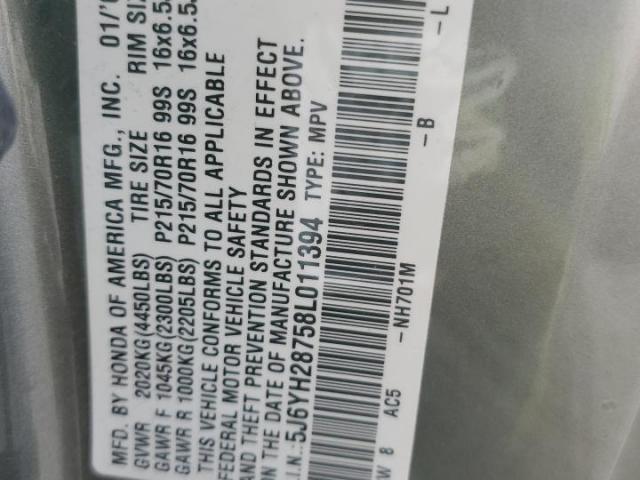 MFD. BY HONDA OF AMERICA MFG., INC. 01/
GVWR 2020KG(4450LBS) TIRE SIZE RIM SIZ
GAWR F 1045KG(2300LBS) P215/70R16 99S 16x6.5
GAWR R 1000KG(2205LBS) P215/70R16 99S 16x6.5
THIS VEHICLE CONFORMS TO ALL APPLICABLE
FEDERAL MOTOR VEHICLE SAFETY
AND THEFT PREVENTION STANDARDS IN EFFECT
ON THE DATE OF MANUFACTURE SHOWN ABOVE.
.I.N.: 5J6YH28758L011394 TYPE: MPV
-NH701M -B -L
W 8 AC5